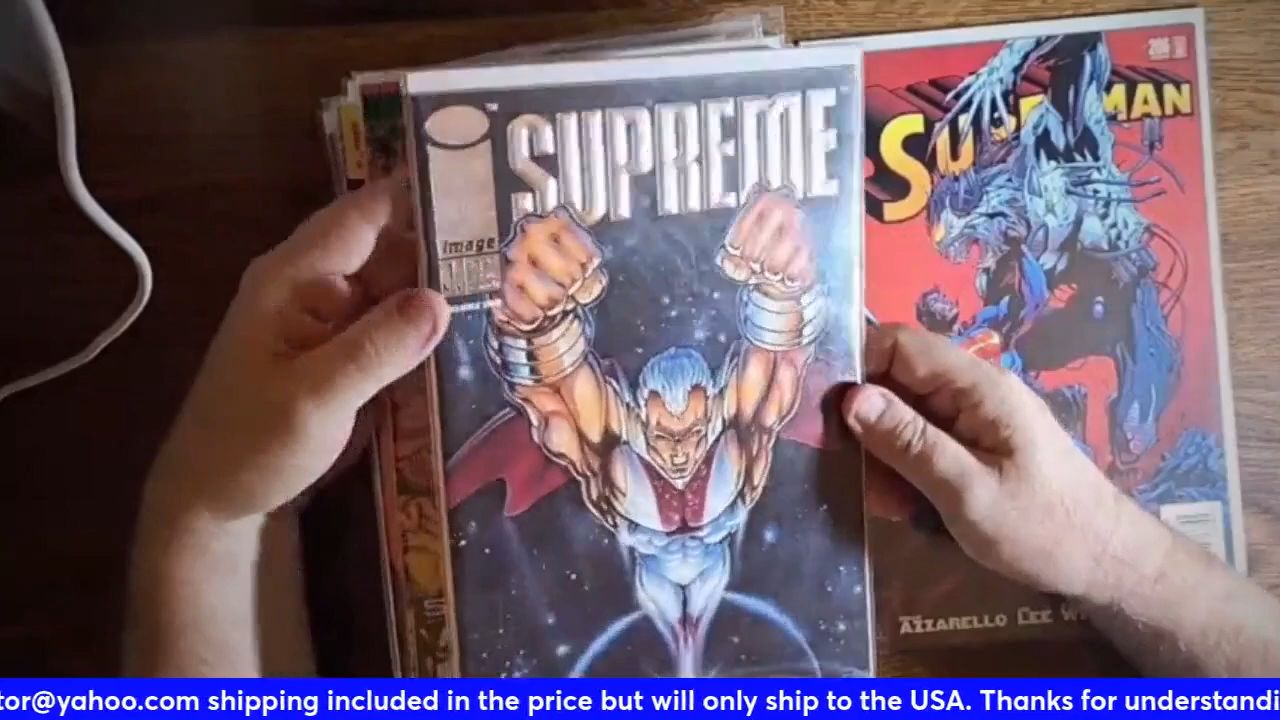 SUPREME
image
SUPERMAN
AZZARELLO LEE
tor@yahoo.com shipping included in the price but will only ship to the USA. Thanks for understandi